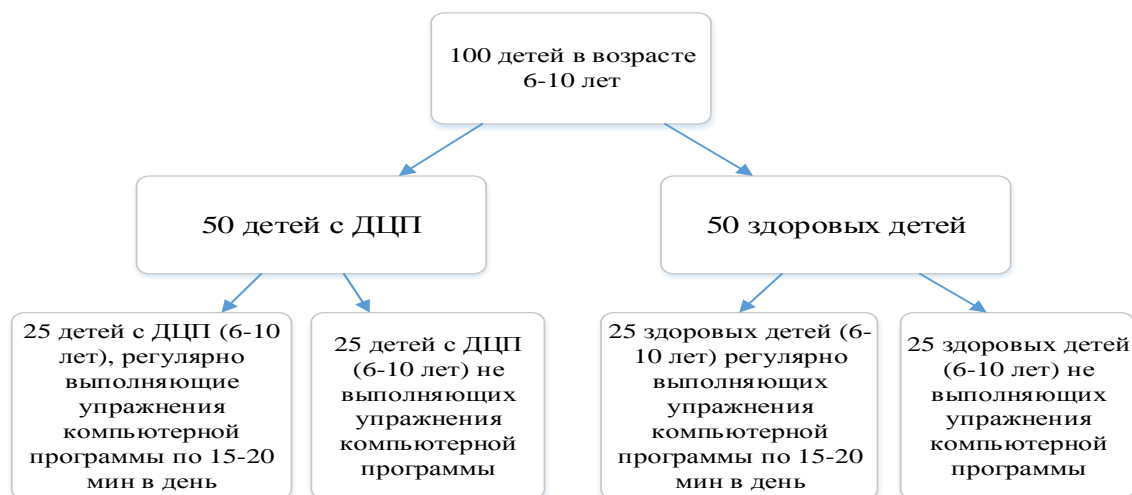 100 детей в возрасте
6-10 лет
50 детей с ДЦП
50 здоровых детей
25 детей с ДЦП (6-10
лет), регулярно
выполняющие
упражнения
компьютерной
программы по 15-20
мин в день
25 детей с ДЦП
(6-10 лет) не
выполняющих
упражнения
компьютерной
программы
25 здоровых детей (6-
10 лет) регулярно
выполняющих
упражнения
компьютерной
программы по 15-20
мин в день
25 здоровых детей
(6-10 лет) не
выполняющих
упражнения
компьютерной
программы